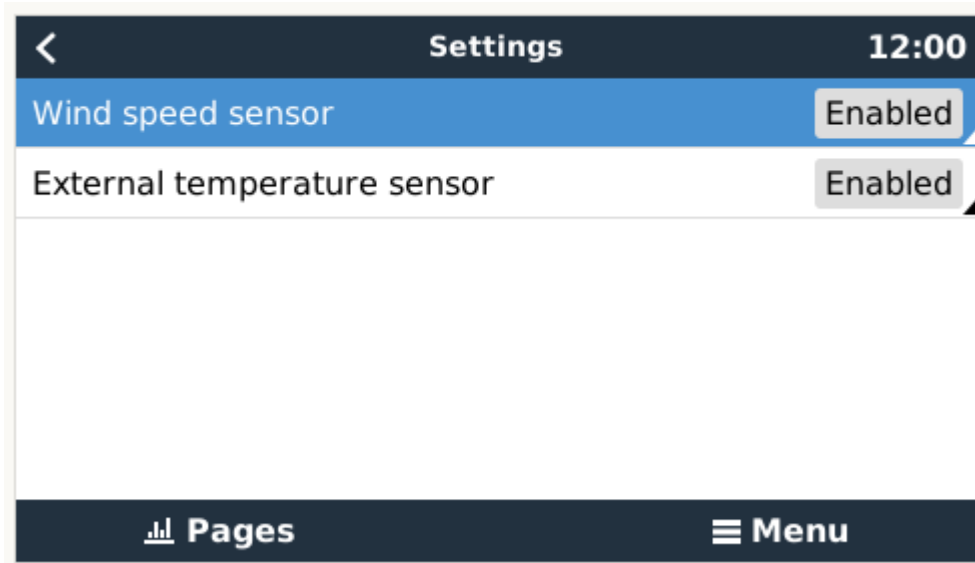 Settings 12:00
Wind speed sensor Enabled
External temperature sensor Enabled
Pages Menu